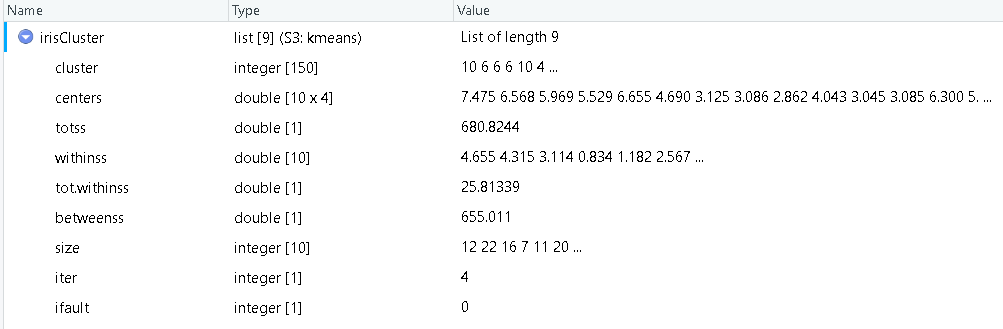 Name Type Value
irisCluster list [9] (S3: kmeans) List of length 9
cluster integer [150] 10 6 6 6 10 4 ...
centers double [10 x 4] 7.475 6.568 5.969 5.529 6.655 4.690 3.125 3.086 2.862 4.043 3.045 3.085 6.300 5. ...
totss double [1] 680.8244
withinss double [10] 4.655 4.315 3.114 0.834 1.182 2.567 ...
tot.withinss double [1] 25.81339
betweenss double [1] 655.011
size integer [10] 12 22 16 7 11 20 ...
iter integer [1] 4
ifault integer [1] 0